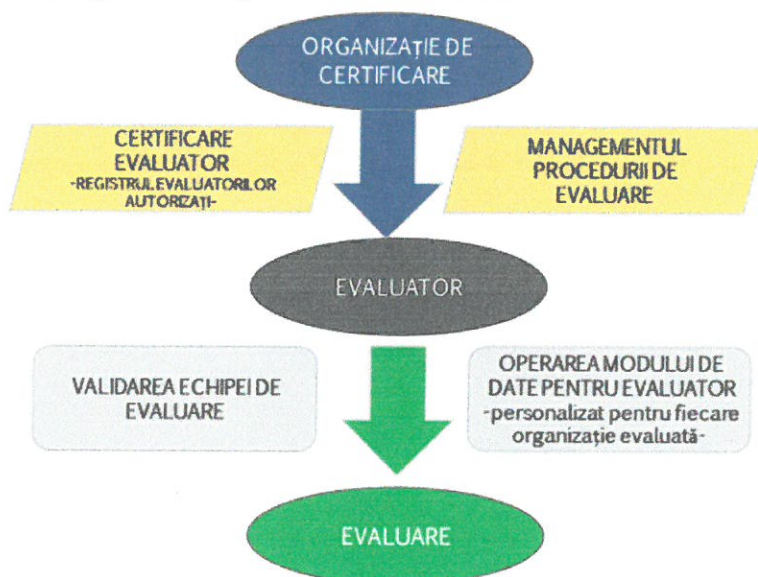 ORGANIZAȚIE DE
CERTIFICARE
CERTIFICARE
EVALUATOR
-REGISTRUL EVALUATORILOR
AUTORIZAȚI-
MANAGEMENTUL
PROCEDURII DE
EVALUARE
EVALUATOR
VALIDAREA ECHIPEI DE
EVALUARE
OPERAREA MODULUI DE
DATE PENTRU EVALUATOR
-personalizat pentru fiecare
organizație evaluată-
EVALUARE